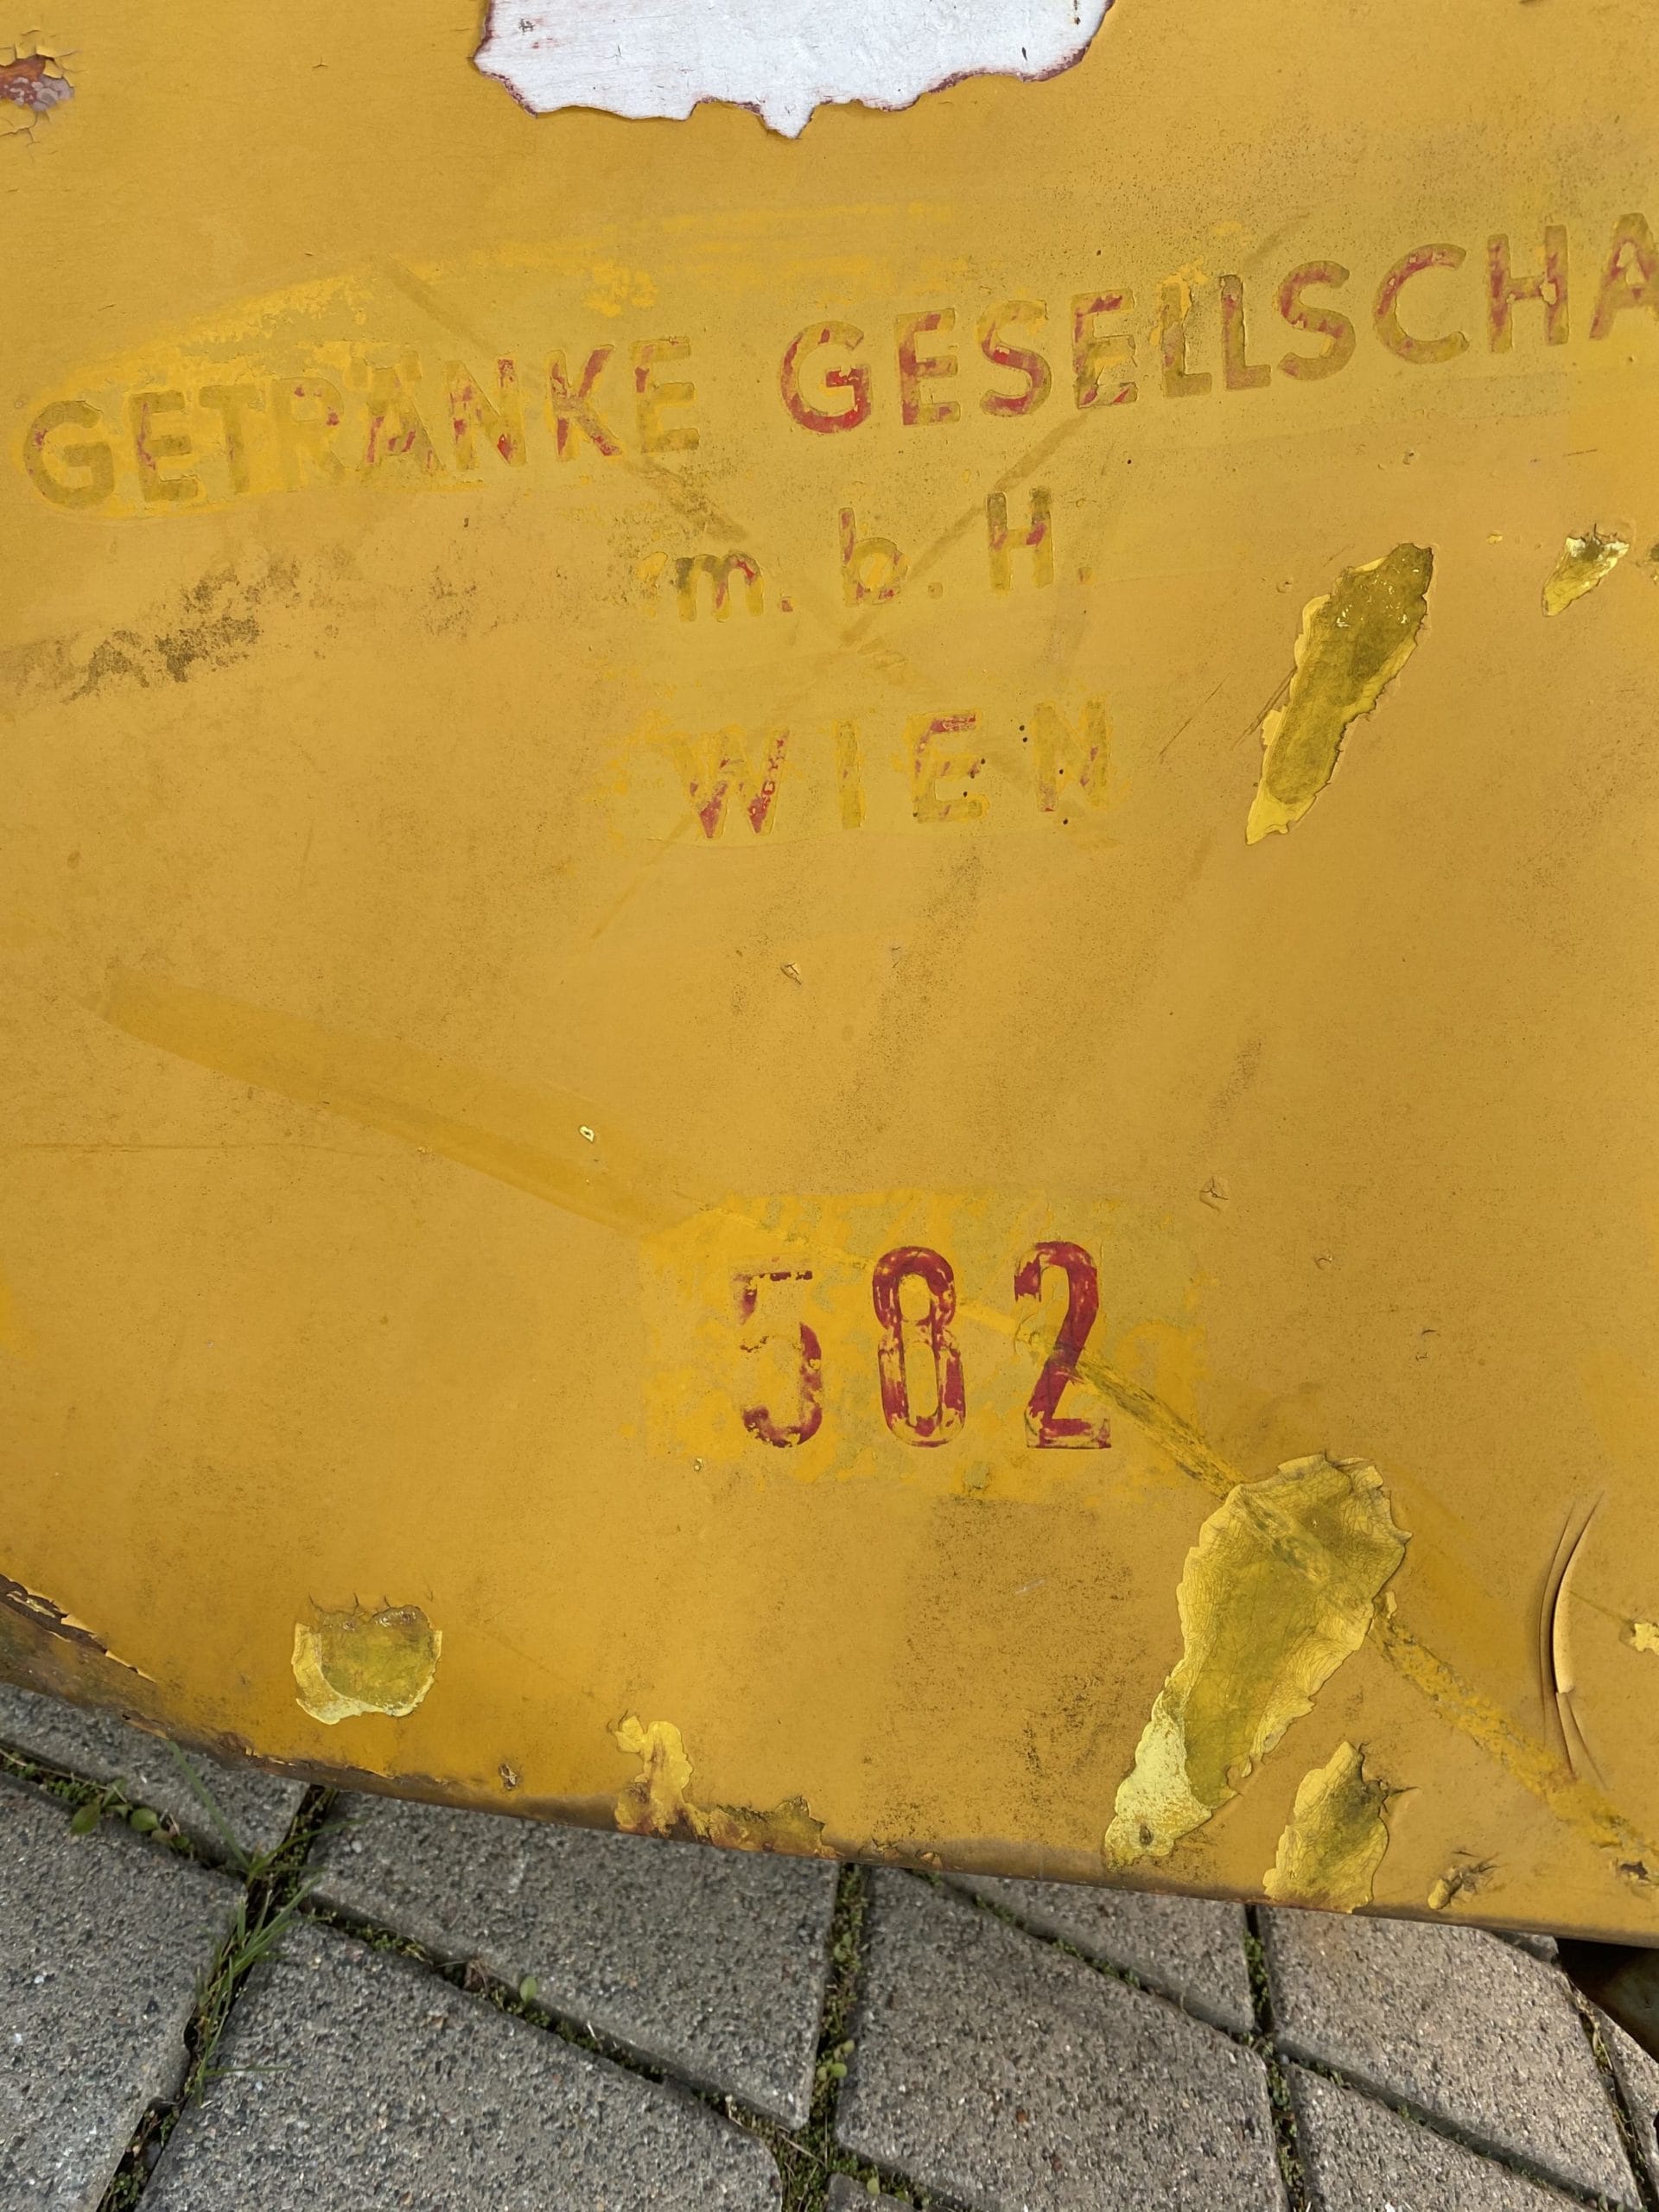 GETRÄNKE GESELLSCHA
m. b. H.
WIEN
582